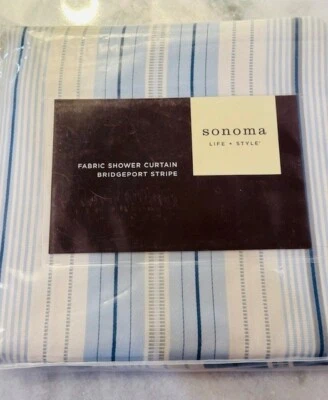 sonoma
LIFE + STYLE
FABRIC SHOWER CURTAIN
BRIDGEPORT STRIPE